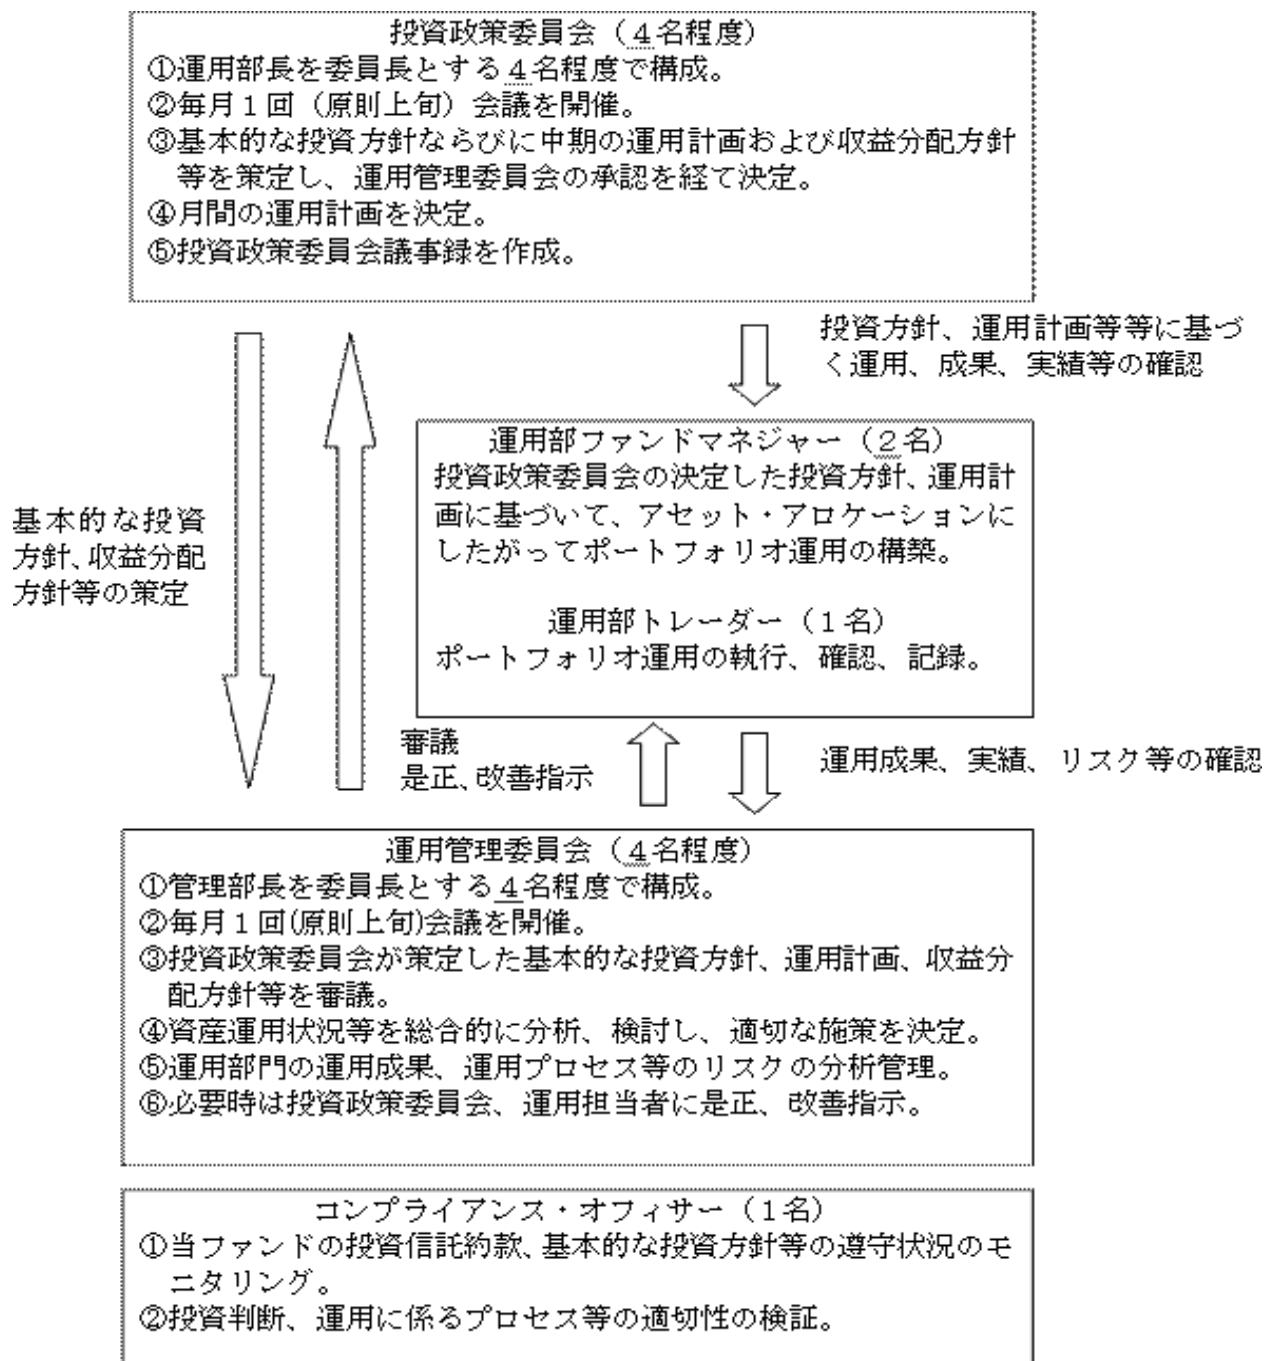 投資政策委員会（４名程度）
①運用部長を委員長とする４名程度で構成。
②毎月１回（原則上旬）会議を開催。
③基本的な投資方針ならびに中期の運用計画および収益分配方針
等を策定し、運用管理委員会の承認を経て決定。
④月間の運用計画を決定。
⑤投資政策委員会議事録を作成。
投資方針、運用計画等等に基づ
く運用、成果、実績等の確認
運用部ファンドマネジャー（２名）
投資政策委員会の決定した投資方針、運用計
画に基づいて、アセット・アロケーションに
したがってポートフォリオ運用の構築。
運用部トレーダー（１名）
ポートフォリオ運用の執行、確認、記録。
基本的な投資
方針、収益分配
方針等の策定
審議
是正、改善指示
運用成果、実績、リスク等の確認
運用管理委員会（４名程度）
①管理部長を委員長とする４名程度で構成。
②毎月１回(原則上旬)会議を開催。
③投資政策委員会が策定した基本的な投資方針、運用計画、収益分
配方針等を審議。
④資産運用状況等を総合的に分析、検討し、適切な施策を決定。
⑤運用部門の運用成果、運用プロセス等のリスクの分析管理。
⑥必要時は投資政策委員会、運用担当者に是正、改善指示。
コンプライアンス・オフィサー（１名）
①当ファンドの投資信託約款、基本的な投資方針等の遵守状況のモ
ニタリング。
②投資判断、運用に係るプロセス等の適切性の検証。